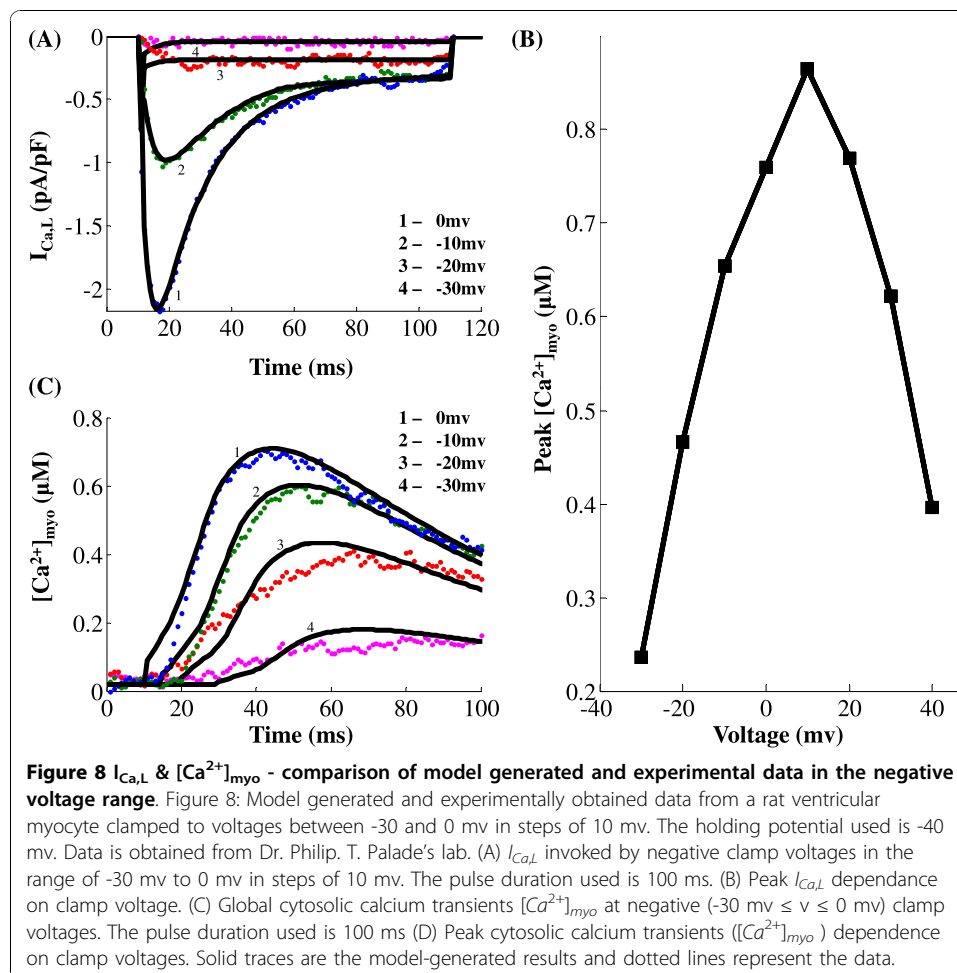 (A)
0
-0.5
-1
-1.5
-2
I_Ca,L (pA/pF)
4
3
2
1
1 – 0mv
2 – -10mv
3 – -20mv
4 – -30mv
0 20 40 60 80 100 120
Time (ms)
(B)
0.8
0.7
0.6
0.5
0.4
0.3
0.2
Peak [Ca²⁺]myo (µM)
-40 -20 0 20 40
Voltage (mv)
(C)
0.8
0.6
0.4
0.2
0
[Ca²⁺]myo (µM)
1
2
3
4
1 – 0mv
2 – -10mv
3 – -20mv
4 – -30mv
0 20 40 60 80 100
Time (ms)
Figure 8 I_Ca,L & [Ca²⁺]myo - comparison of model generated and experimental data in the negative
voltage range. Figure 8: Model generated and experimentally obtained data from a rat ventricular
myocyte clamped to voltages between -30 and 0 mv in steps of 10 mv. The holding potential used is -40
mv. Data is obtained from Dr. Philip. T. Palade's lab. (A) I_Ca,L invoked by negative clamp voltages in the
range of -30 mv to 0 mv in steps of 10 mv. The pulse duration used is 100 ms. (B) Peak I_Ca,L dependance
on clamp voltage. (C) Global cytosolic calcium transients [Ca²⁺]myo at negative (-30 mv ≤ v ≤ 0 mv) clamp
voltages. The pulse duration used is 100 ms (D) Peak cytosolic calcium transients ([Ca²⁺]myo ) dependence
on clamp voltages. Solid traces are the model-generated results and dotted lines represent the data.